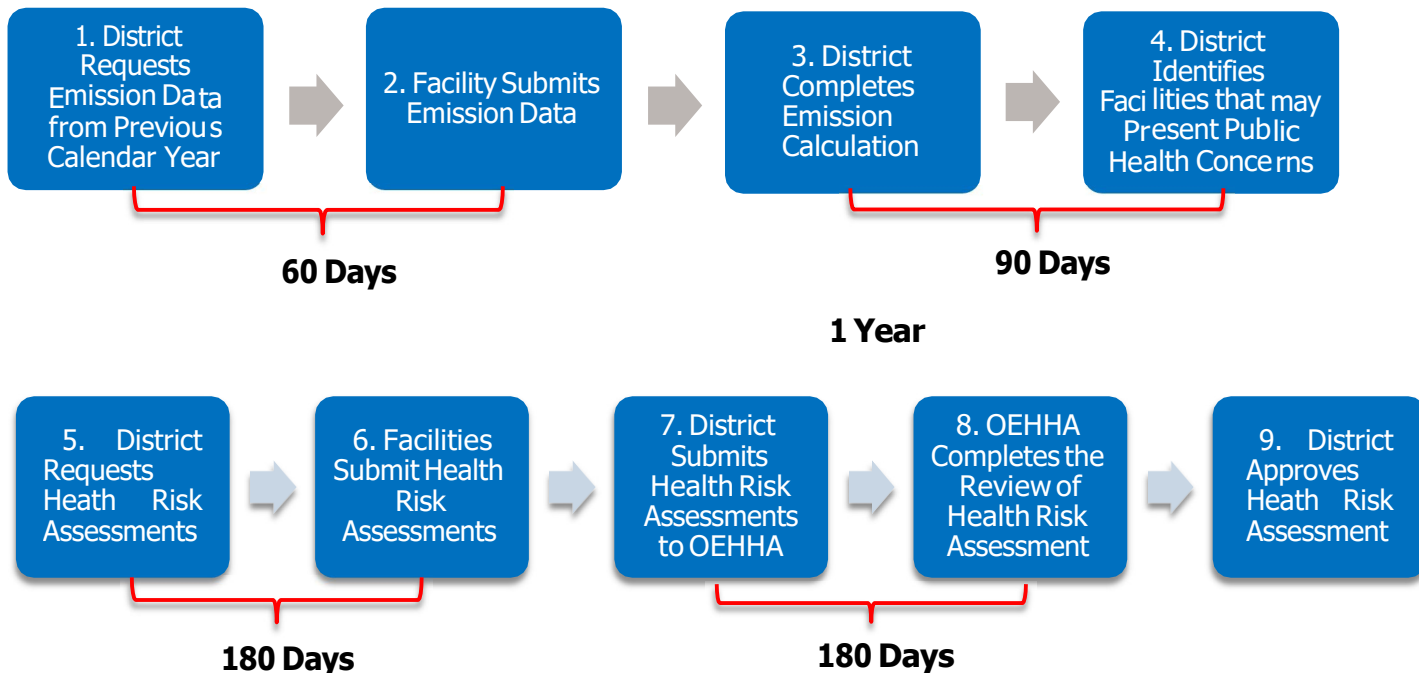 1. District
Requests
Emission Data
from Previous
Calendar Year
2. Facility Submits
Emission Data
3. District
Completes
Emission
Calculation
4. District
Identifies
Facilities that may
Present Public
Health Concerns
60 Days
90 Days
1 Year
5. District
Requests
Heath Risk
Assessments
6. Facilities
Submit Health
Risk
Assessments
7. District
Submits
Health Risk
Assessments
to OEHHA
8. OEHHA
Completes the
Review of
Health Risk
Assessment
9. District
Approves
Heath Risk
Assessment
180 Days
180 Days